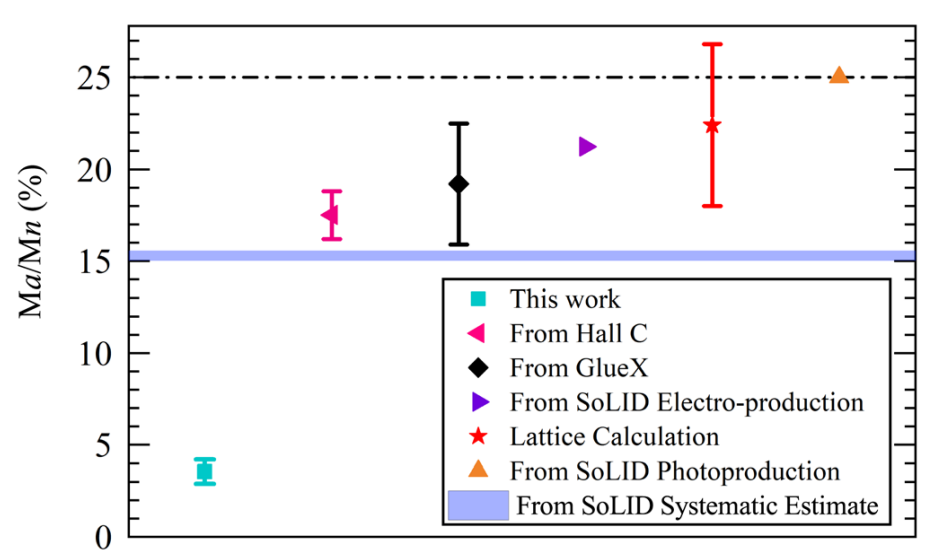 Ma/Mn (%)
25
20
15
10
5
0
This work
From Hall C
From GlueX
From SoLID Electro-production
Lattice Calculation
From SoLID Photoproduction
From SoLID Systematic Estimate